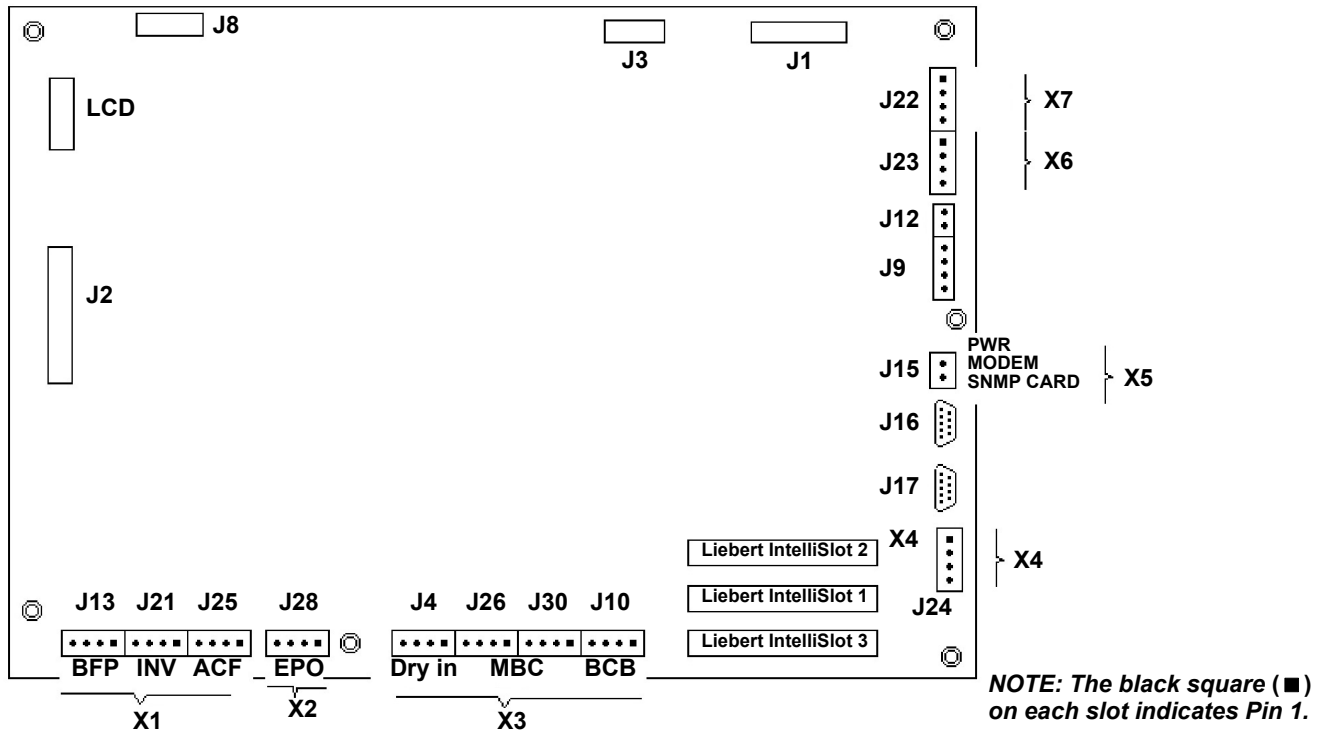 J8
J3
J1
LCD
J22
X7
J23
X6
J12
J9
J2
PWR
MODEM
SNMP CARD
J15
X5
J16
J17
Liebert IntelliSlot 2
X4
X4
Liebert IntelliSlot 1
J24
Liebert IntelliSlot 3
J13 J21 J25 J28 J4 J26 J30 J10
BFP INV ACF EPO Dry in MBC BCB
X1 X2 X3
NOTE: The black square (■)
on each slot indicates Pin 1.